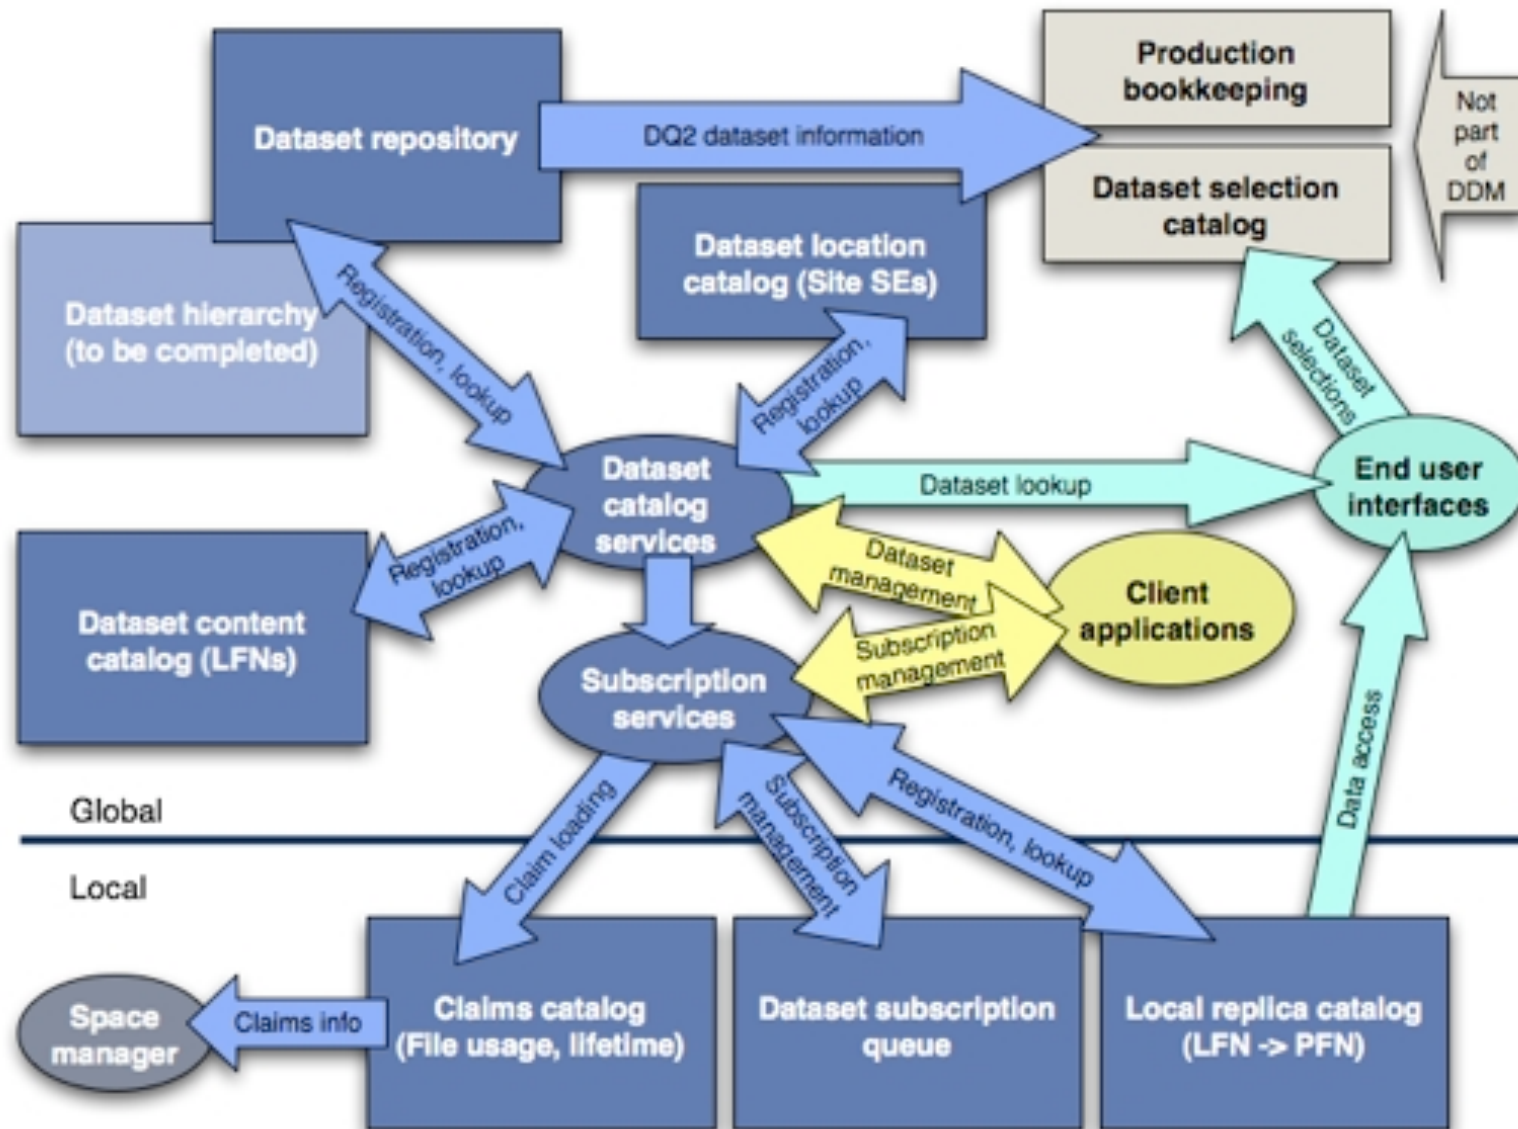 Production
bookkeeping
Not
part
of
DDM
Dataset repository
DQ2 dataset information
Dataset selection
catalog
Dataset location
catalog (Site SEs)
Dataset hierarchy
(to be completed)
Registration, lookup
Registration,
lookup
Dataset
selections
Dataset
catalog
services
Dataset lookup
End user
interfaces
Registration,
lookup
Dataset
management
Client
applications
Dataset content
catalog (LFNs)
Subscription
management
Subscription
services
Data access
Global
Claim loading
Subscription
management
Registration, lookup
Local
Space
manager
Claims info
Claims catalog
(File usage, lifetime)
Dataset subscription
queue
Local replica catalog
(LFN -> PFN)